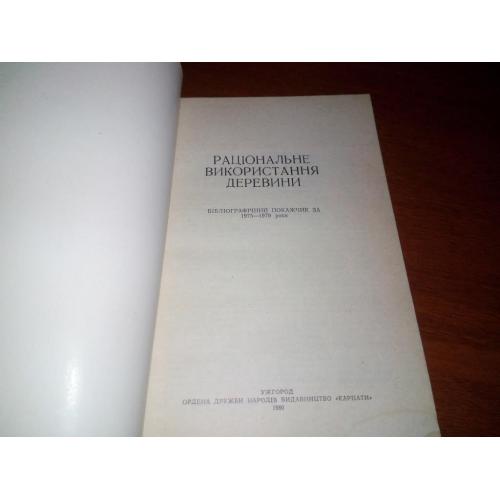 РАЦІОНАЛЬНЕ
ВИКОРИСТАННЯ
ДЕРЕВИНИ
БІБЛІОГРАФІЧНИЙ ПОКАЖЧИК ЗА
1975—1979 роки
УЖГОРОД
ОРДЕНА ДРУЖБИ НАРОДІВ ВИДАВНИЦТВО «КАРПАТИ»
1980